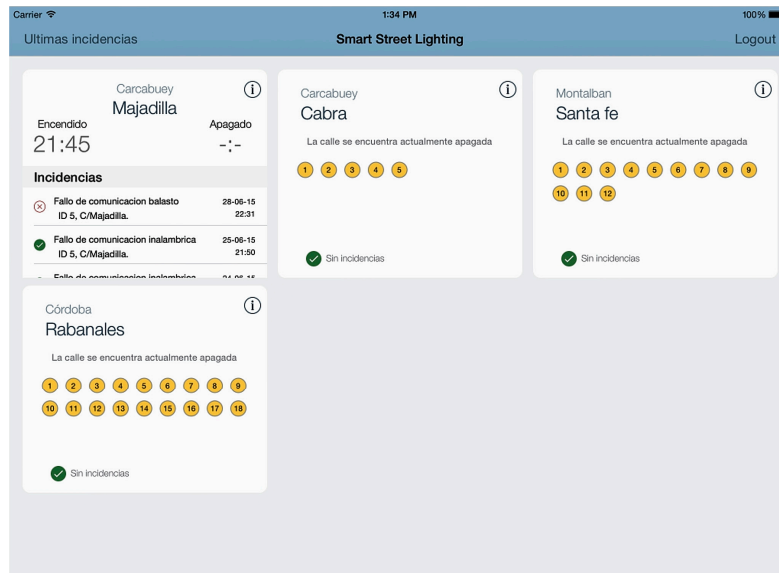 Carrier
1:34 PM
100%
Ultimas incidencias
Smart Street Lighting
Logout
Carcabuey
Majadilla
Encendido
Apagado
21:45
-:-
Incidencias
Fallo de comunicacion balasto 28-06-15
ID 5, C/Majadilla. 22:31
Fallo de comunicacion inalambrica 25-06-15
ID 5, C/Majadilla. 21:50
Fallo de comunicacion inalambrica
Carcabuey
Cabra
La calle se encuentra actualmente apagada
1 2 3 4 5
Sin incidencias
Montalban
Santa fe
La calle se encuentra actualmente apagada
1 2 3 4 5 6 7 8 9
10 11 12
Sin incidencias
Córdoba
Rabanales
La calle se encuentra actualmente apagada
1 2 3 4 5 6 7 8 9
10 11 12 13 14 15 16 17 18
Sin incidencias